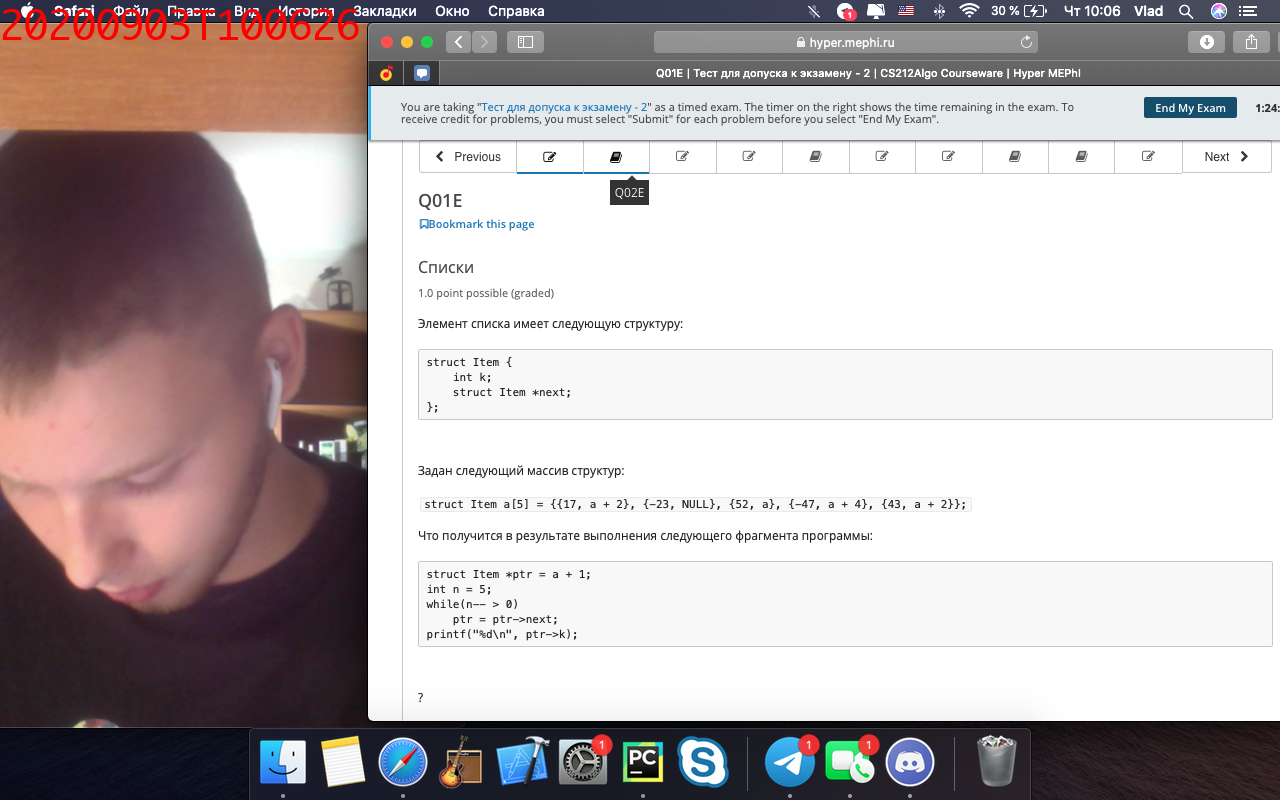 20200903T100626
Safari Файл Правка Вид История Закладки Окно Справка
1 30 % Чт 10:06 Vlad
hyper.mephi.ru
Q01E | Тест для допуска к экзамену - 2 | CS212Algo Courseware | Hyper MEPhI
You are taking "Тест для допуска к экзамену - 2" as a timed exam. The timer on the right shows the time remaining in the exam. To
receive credit for problems, you must select "Submit" for each problem before you select "End My Exam".
End My Exam
1:24:
Previous
Next
Q02E
Q01E
Bookmark this page
Списки
1.0 point possible (graded)
Элемент списка имеет следующую структуру:
struct Item {
int k;
struct Item *next;
};
Задан следующий массив структур:
struct Item a[5] = {{17, a + 2}, {-23, NULL}, {52, a}, {-47, a + 4}, {43, a + 2}};
Что получится в результате выполнения следующего фрагмента программы:
struct Item *ptr = a + 1;
int n = 5;
while(n-- > 0)
ptr = ptr->next;
printf("%d\n", ptr->k);
?
1
PC
1
1